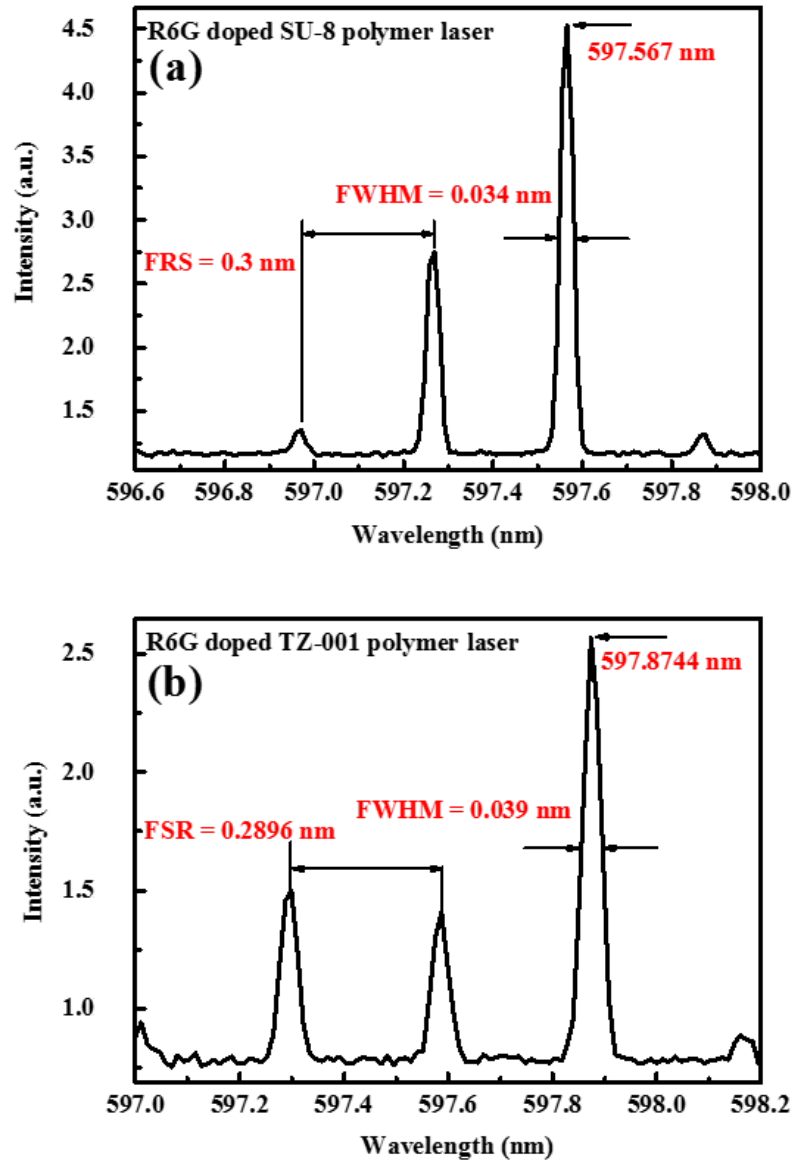 R6G doped SU-8 polymer laser
(a)
597.567 nm
FWHM = 0.034 nm
FRS = 0.3 nm
Intensity (a.u.)
4.5
4.0
3.5
3.0
2.5
2.0
1.5
596.6 596.8 597.0 597.2 597.4 597.6 597.8 598.0
Wavelength (nm)
R6G doped TZ-001 polymer laser
(b)
597.8744 nm
FWHM = 0.039 nm
FSR = 0.2896 nm
Intensity (a.u.)
2.5
2.0
1.5
1.0
597.0 597.2 597.4 597.6 597.8 598.0 598.2
Wavelength (nm)